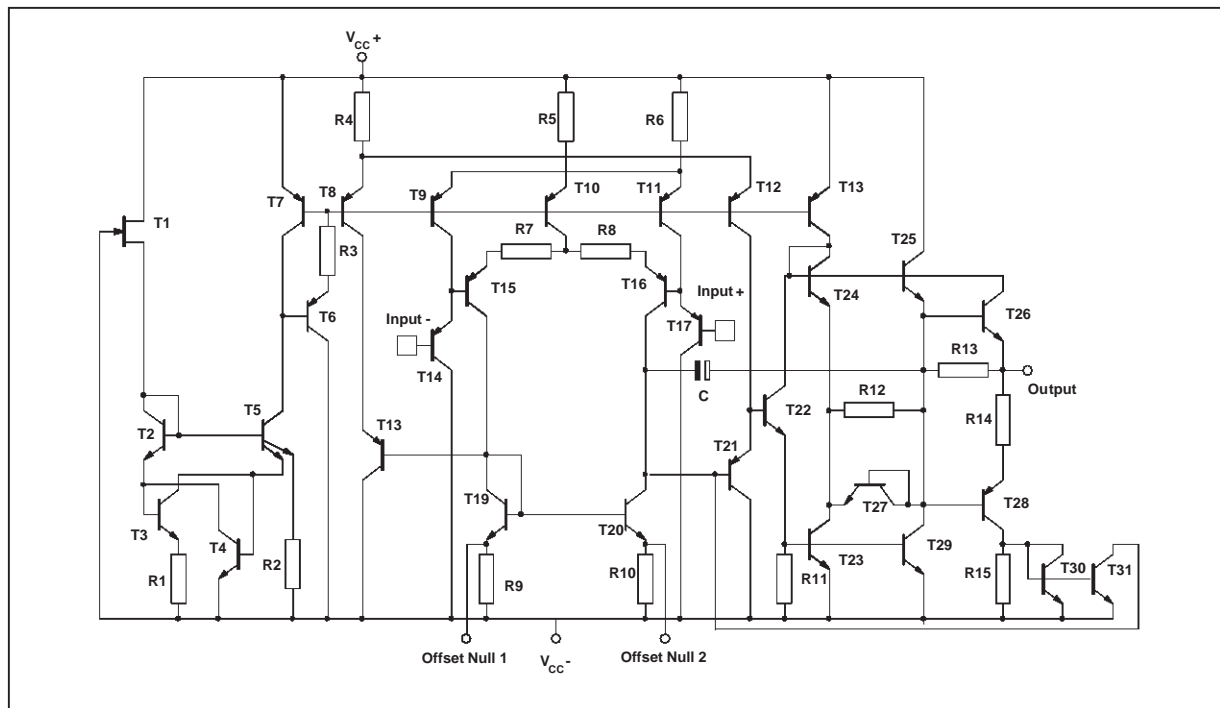 VCC+
R4
R5
R6
T7
T8
T9
T10
T11
T12
T13
T1
R3
R7
R8
T25
T6
T15
T16
Input +
T24
T26
Input -
T14
T17
R13
Output
C
T2
T5
T13
T22
R12
R14
T21
T3
T4
R2
T19
T20
T27
T28
T23
T29
R1
R9
R10
R11
R15
T30
T31
Offset Null 1
VCC-
Offset Null 2